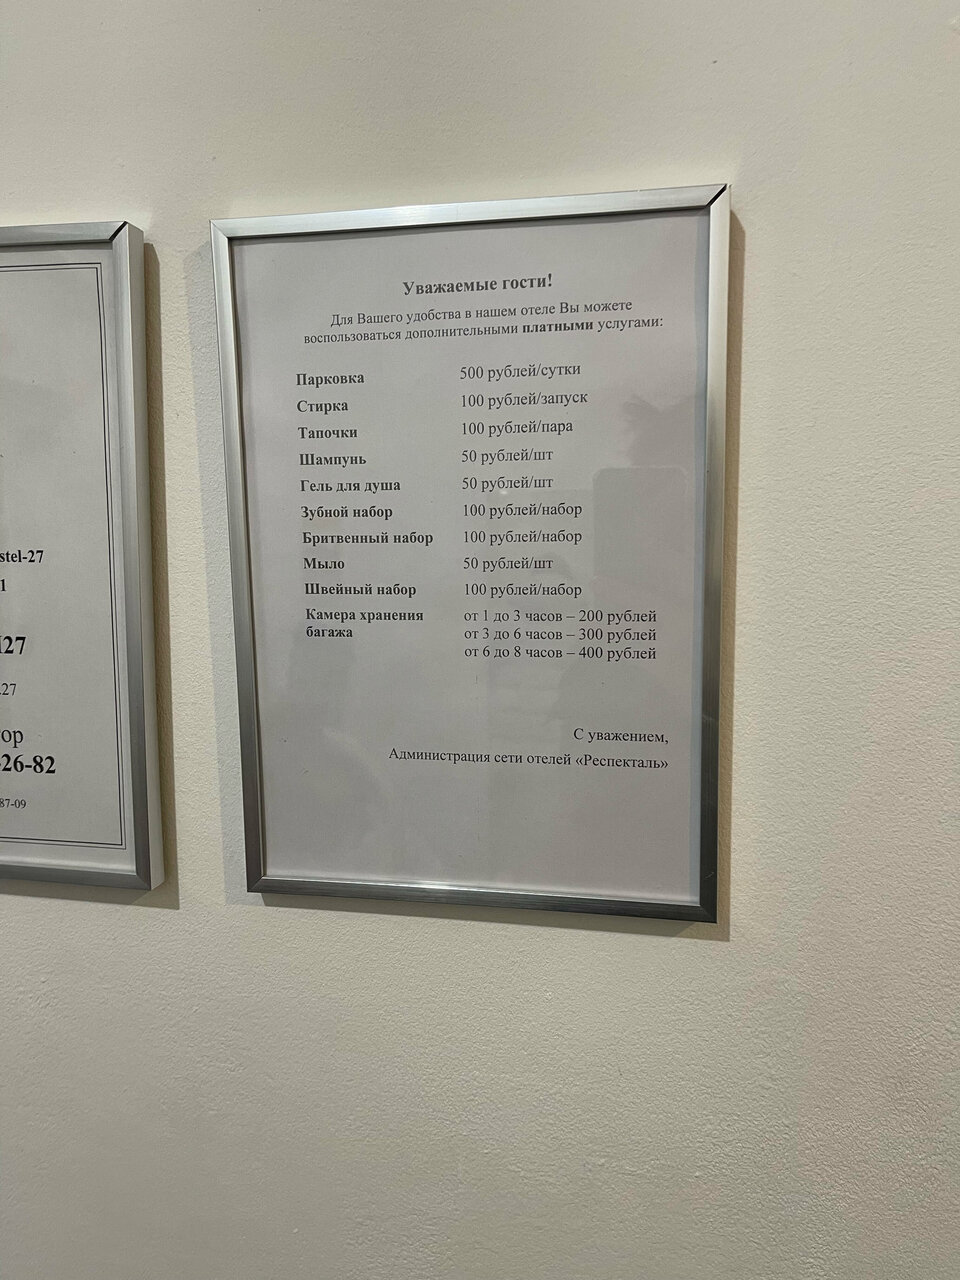 stel-27
1
27
.27
ор
-26-82
87-09
Уважаемые гости!
Для Вашего удобства в нашем отеле Вы можете
воспользоваться дополнительными платными услугами:
Парковка 500 рублей/сутки
Стирка 100 рублей/запуск
Тапочки 100 рублей/пара
Шампунь 50 рублей/шт
Гель для душа 50 рублей/шт
Зубной набор 100 рублей/набор
Бритвенный набор 100 рублей/набор
Мыло 50 рублей/шт
Швейный набор 100 рублей/набор
Камера хранения от 1 до 3 часов – 200 рублей
багажа от 3 до 6 часов – 300 рублей
от 6 до 8 часов – 400 рублей
С уважением,
Администрация сети отелей «Респекталь»